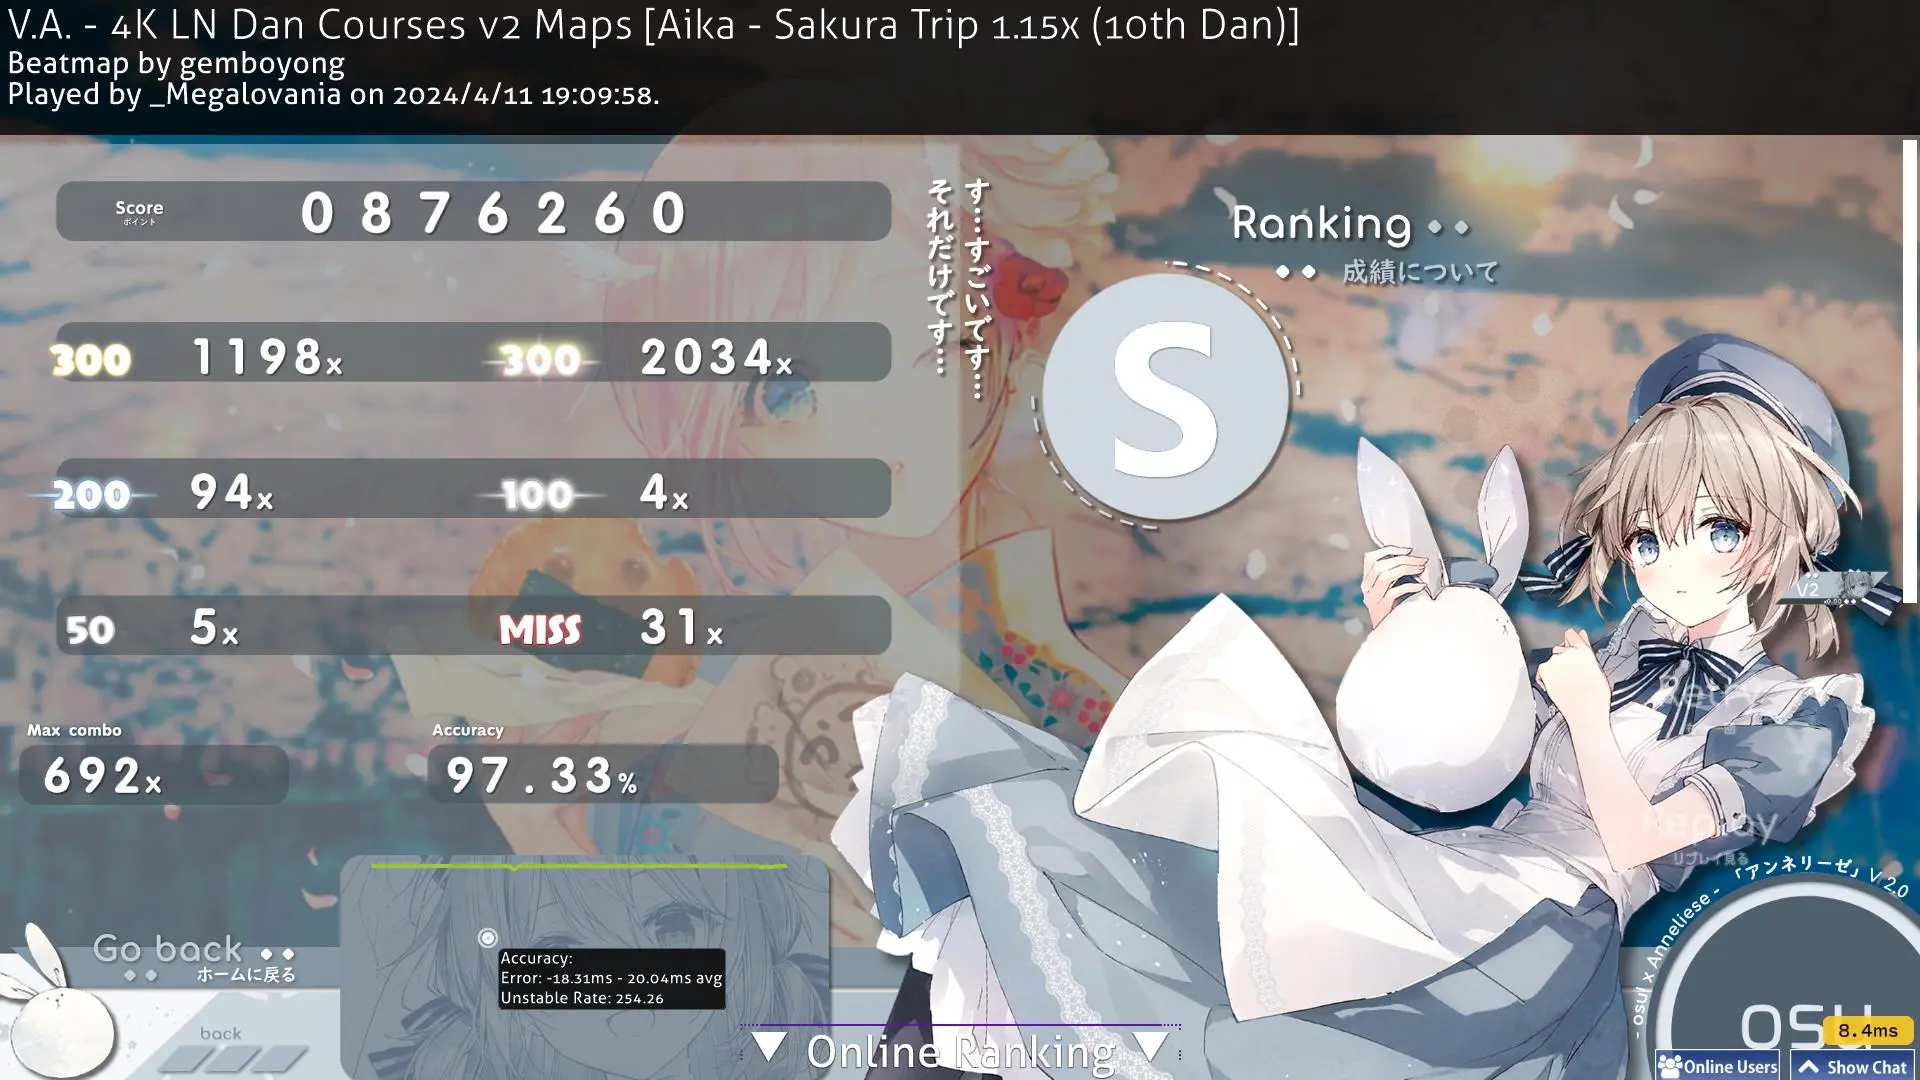 V.A. - 4K LN Dan Courses v2 Maps [Aika - Sakura Trip 1.15x (10th Dan)]
Beatmap by gemboyong
Played by _Megalovania on 2024/4/11 19:09:58.
Score
ポイント
0876260
300 1198x 300 2034x
200 94x 100 4x
50 5x MISS 31x
Max combo
692x
Accuracy
97.33%
す…すごいです…
それだけです…
Ranking
成績について
S
V2
Replay
リプレイ見る
Accuracy:
Error: -18.31ms - 20.04ms avg
Unstable Rate: 254.26
Go back
ホームに戻る
back
Online Ranking
- osu! x Anneliese - 「アンネリーゼ」 V 2.0
osu
8.4ms
Online Users
Show Chat